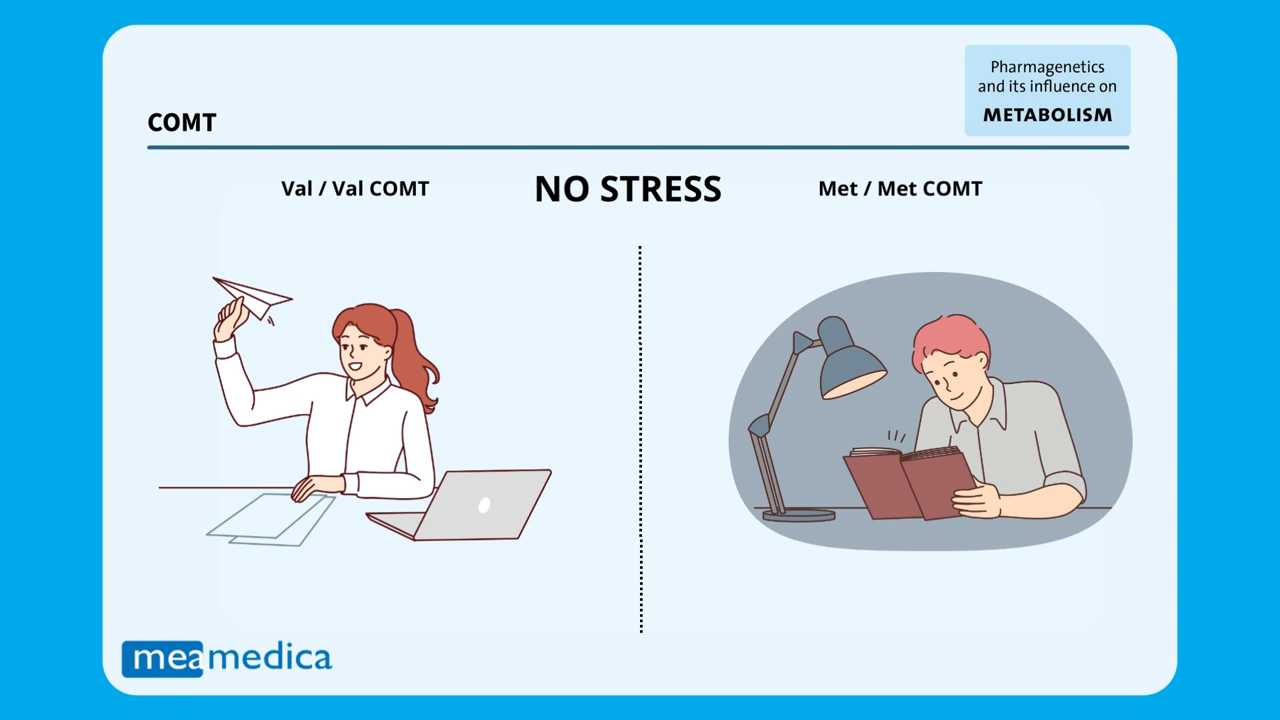 Pharmagenetics
and its influence on
METABOLISM
COMT
Val / Val COMT
NO STRESS
Met / Met COMT
meamedica